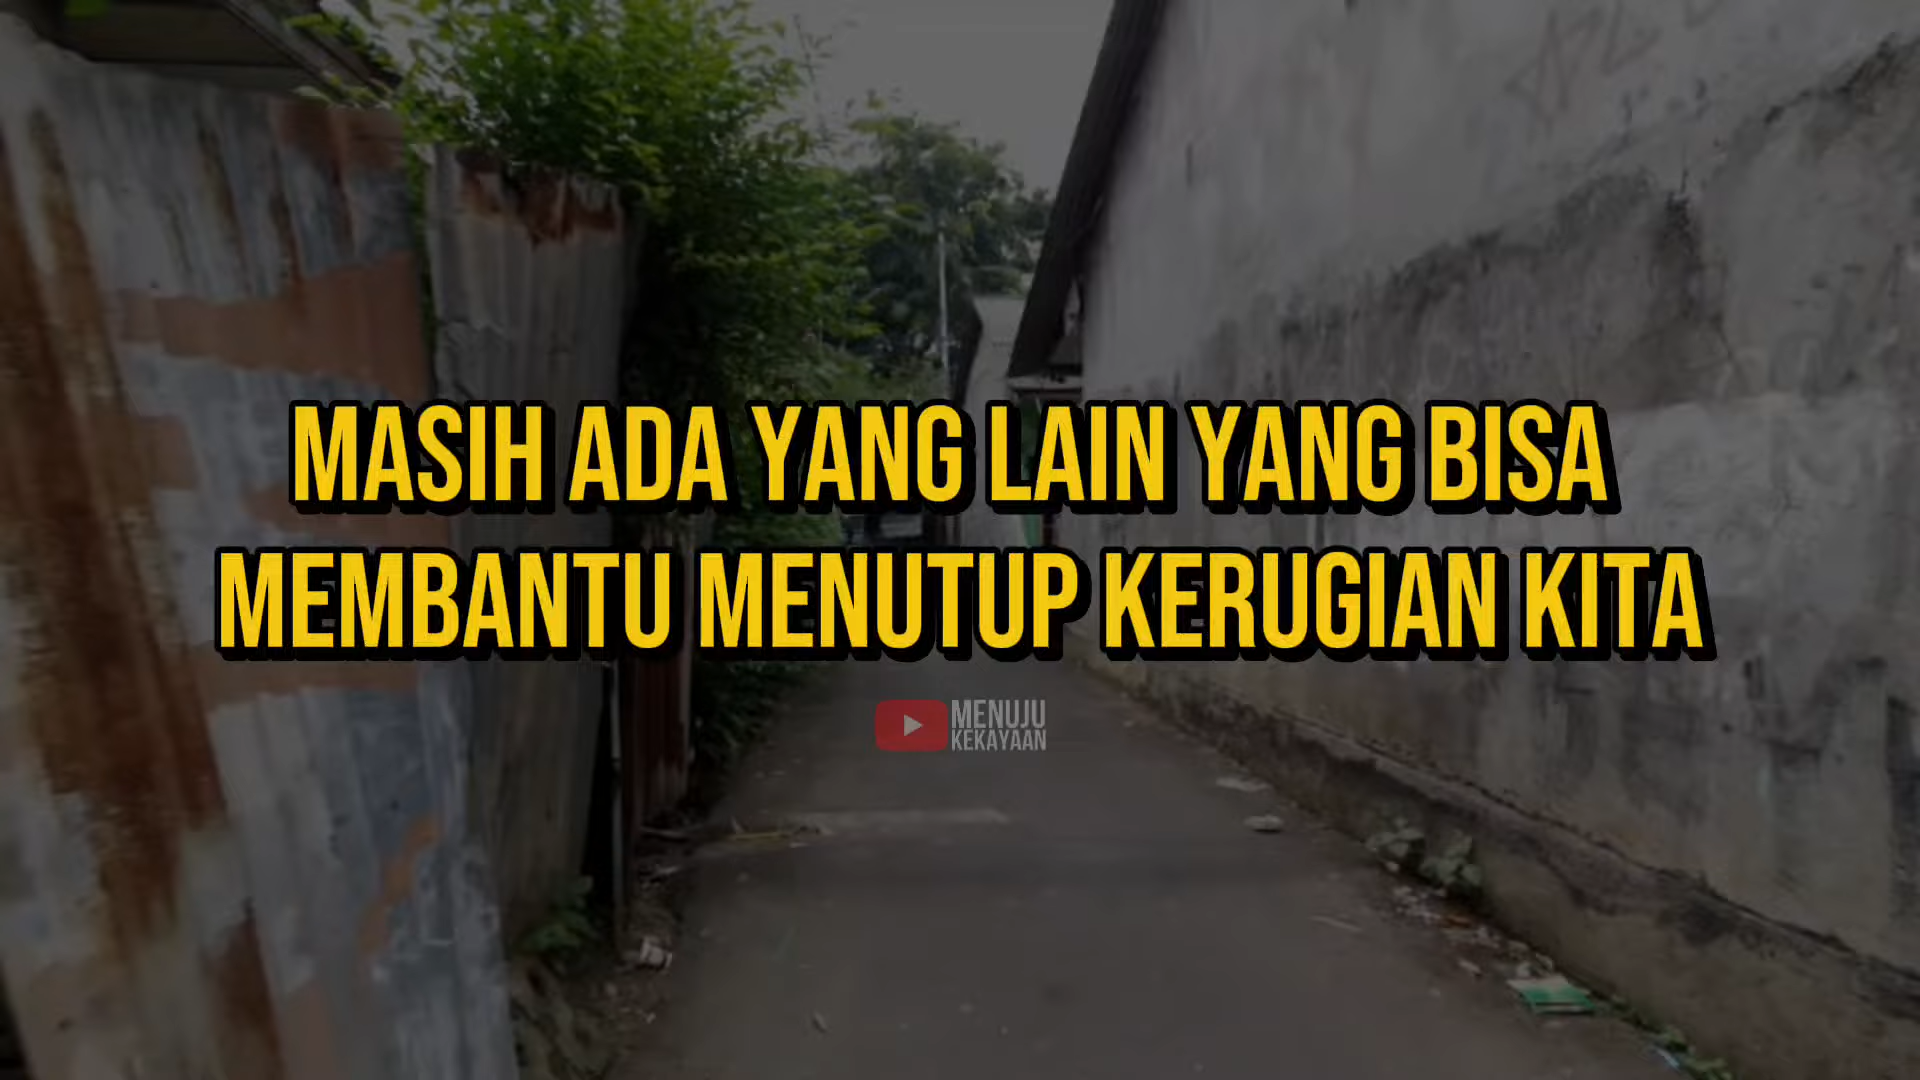 MASIH ADA YANG LAIN YANG BISA
MEMBANTU MENUTUP KERUGIAN KITA
MENUJU
KEKAYAAN